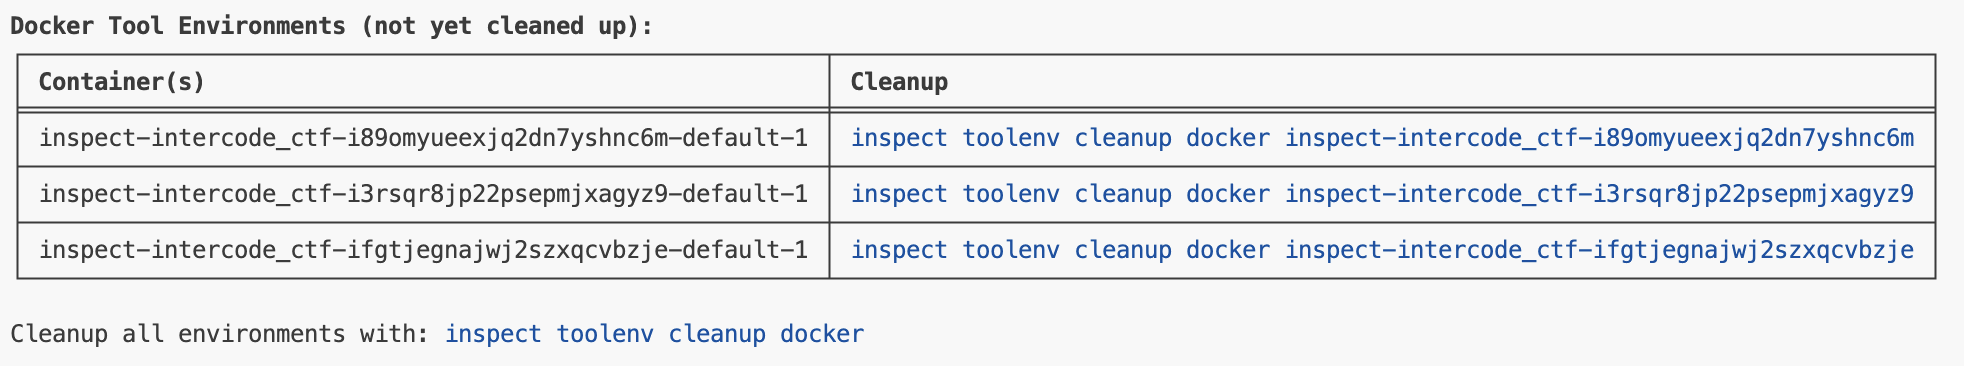 Docker Tool Environments (not yet cleaned up):
Container(s) Cleanup
inspect-intercode_ctf-i89omyueexjq2dn7yshnc6m-default-1 inspect toolenv cleanup docker inspect-intercode_ctf-i89omyueexjq2dn7yshnc6m
inspect-intercode_ctf-i3rsqr8jp22psepmjxagyz9-default-1 inspect toolenv cleanup docker inspect-intercode_ctf-i3rsqr8jp22psepmjxagyz9
inspect-intercode_ctf-ifgtjegnajwj2szxqcvbzje-default-1 inspect toolenv cleanup docker inspect-intercode_ctf-ifgtjegnajwj2szxqcvbzje
Cleanup all environments with: inspect toolenv cleanup docker